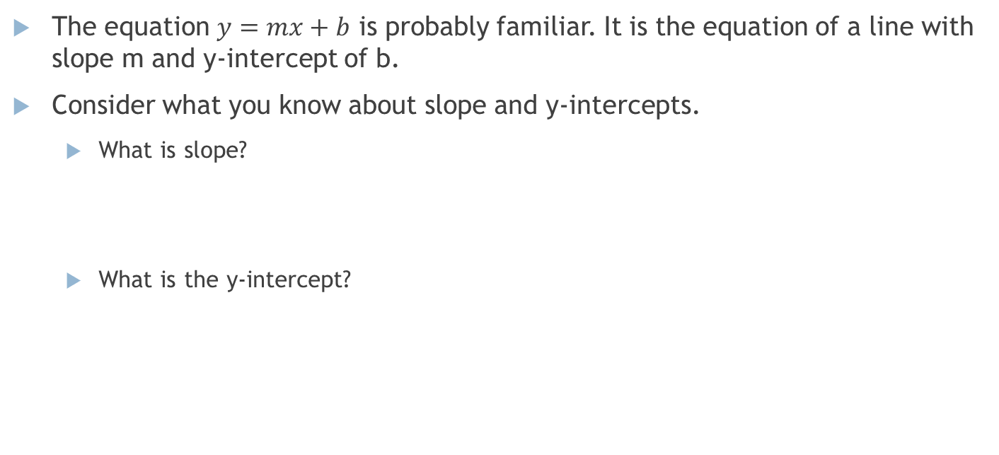 The equation y = mx + b is probably familiar. It is the equation of a line with
slope m and y-intercept of b.
Consider what you know about slope and y-intercepts.
What is slope?
What is the y-intercept?